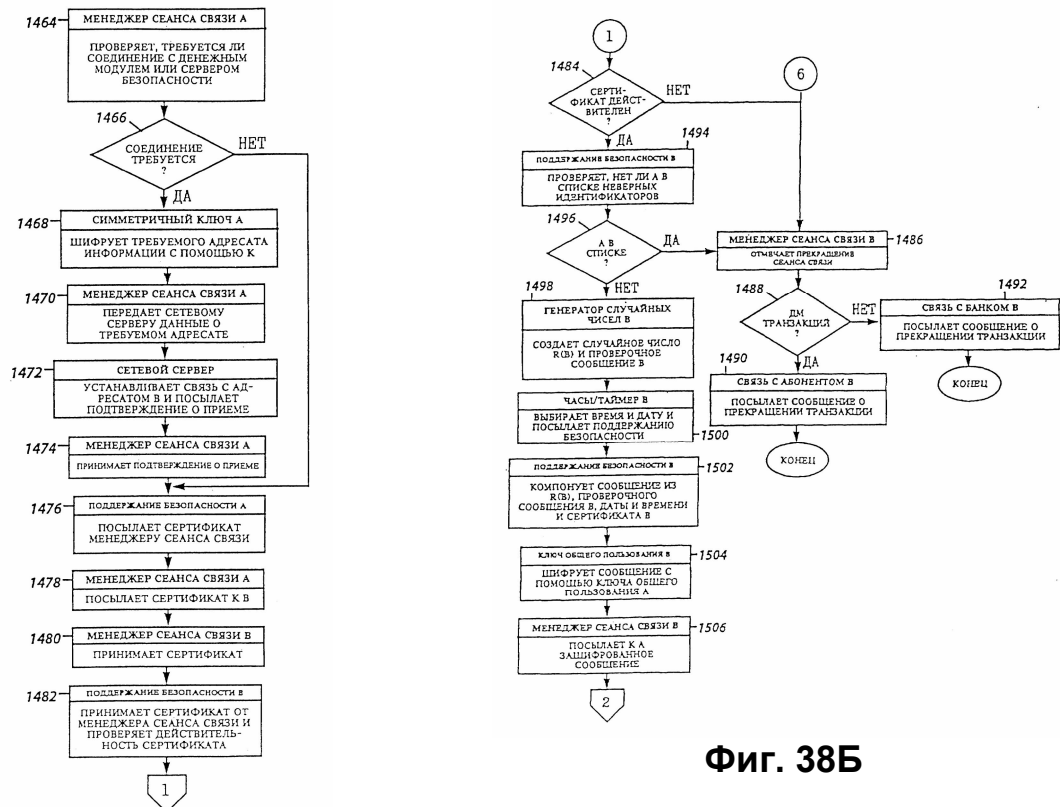 1464
МЕНЕДЖЕР СЕАНСА СВЯЗИ А
ПРОВЕРЯЕТ, ТРЕБУЕТСЯ ЛИ
СОЕДИНЕНИЕ С ДЕНЕЖНЫМ
МОДУЛЕМ ИЛИ СЕРВЕРОМ
БЕЗОПАСНОСТИ
1466
СОЕДИНЕНИЕ
ТРЕБУЕТСЯ
?
НЕТ
ДА
1468
СИММЕТРИЧНЫЙ КЛЮЧ А
ШИФРУЕТ ТРЕБУЕМОГО АДРЕСАТА
ИНФОРМАЦИИ С ПОМОЩЬЮ К
1470
МЕНЕДЖЕР СЕАНСА СВЯЗИ А
ПЕРЕДАЕТ СЕТЕВОМУ
СЕРВЕРУ ДАННЫЕ О
ТРЕБУЕМОМ АДРЕСАТЕ
1472
СЕТЕВОЙ СЕРВЕР
УСТАНАВЛИВАЕТ СВЯЗЬ С АД-
РЕСАТОМ В И ПОСЫЛАЕТ
ПОДТВЕРЖДЕНИЕ О ПРИЕМЕ
1474
МЕНЕДЖЕР СЕАНСА СВЯЗИ А
ПРИНИМАЕТ ПОДТВЕРЖДЕНИЕ О ПРИЕМЕ
1476
ПОДДЕРЖАНИЕ БЕЗОПАСНОСТИ А
ПОСЫЛАЕТ СЕРТИФИКАТ
МЕНЕДЖЕРУ СЕАНСА СВЯЗИ
1478
МЕНЕДЖЕР СЕАНСА СВЯЗИ А
ПОСЫЛАЕТ СЕРТИФИКАТ К В
1480
МЕНЕДЖЕР СЕАНСА СВЯЗИ В
ПРИНИМАЕТ СЕРТИФИКАТ
1482
ПОДДЕРЖАНИЕ БЕЗОПАСНОСТИ В
ПРИНИМАЕТ СЕРТИФИКАТ ОТ
МЕНЕДЖЕРА СЕАНСА СВЯЗИ И
ПРОВЕРЯЕТ ДЕЙСТВИТЕЛЬ-
НОСТЬ СЕРТИФИКАТА
1
1
1484
СЕРТИ-
ФИКАТ ДЕЙСТ-
ВИТЕЛЕН
?
НЕТ
6
ДА
1494
ПОДДЕРЖАНИЕ БЕЗОПАСНОСТИ В
ПРОВЕРЯЕТ, НЕТ ЛИ А В
СПИСКЕ НЕВЕРНЫХ
ИДЕНТИФИКАТОРОВ
1496
А В
СПИСКЕ
?
ДА
НЕТ
МЕНЕДЖЕР СЕАНСА СВЯЗИ В
1486
ОТМЕЧАЕТ ПРЕКРАЩЕНИЕ
СЕАНСА СВЯЗИ
1488
ДМ
ТРАНЗАКЦИЙ
?
НЕТ
ДА
1492
СВЯЗЬ С БАНКОМ В
ПОСЫЛАЕТ СООБЩЕНИЕ О
ПРЕКРАЩЕНИИ ТРАНЗАКЦИИ
КОНЕЦ
1490
СВЯЗЬ С АБОНЕНТОМ В
ПОСЫЛАЕТ СООБЩЕНИЕ О
ПРЕКРАЩЕНИИ ТРАНЗАКЦИИ
КОНЕЦ
1498
ГЕНЕРАТОР СЛУЧАЙНЫХ
ЧИСЕЛ В
СОЗДАЕТ СЛУЧАЙНОЕ ЧИСЛО
R(B) И ПРОВЕРОЧНОЕ
СООБЩЕНИЕ В
ЧАСЫ/ТАЙМЕР В
ВЫБИРАЕТ ВРЕМЯ И ДАТУ И
ПОСЫЛАЕТ ПОДДЕРЖАНИЮ
БЕЗОПАСНОСТИ
1500
ПОДДЕРЖАНИЕ БЕЗОПАСНОСТИ В
1502
КОМПОНУЕТ СООБЩЕНИЕ ИЗ
R(B), ПРОВЕРОЧНОГО
СООБЩЕНИЯ В, ДАТЫ И ВРЕМЕНИ
И СЕРТИФИКАТА В
КЛЮЧ ОБЩЕГО ПОЛЬЗОВАНИЯ В
1504
ШИФРУЕТ СООБЩЕНИЕ С
ПОМОЩЬЮ КЛЮЧА ОБЩЕГО
ПОЛЬЗОВАНИЯ А
МЕНЕДЖЕР СЕАНСА СВЯЗИ В
1506
ПОСЫЛАЕТ К А
ЗАШИФРОВАННОЕ
СООБЩЕНИЕ
2
Фиг. 38Б